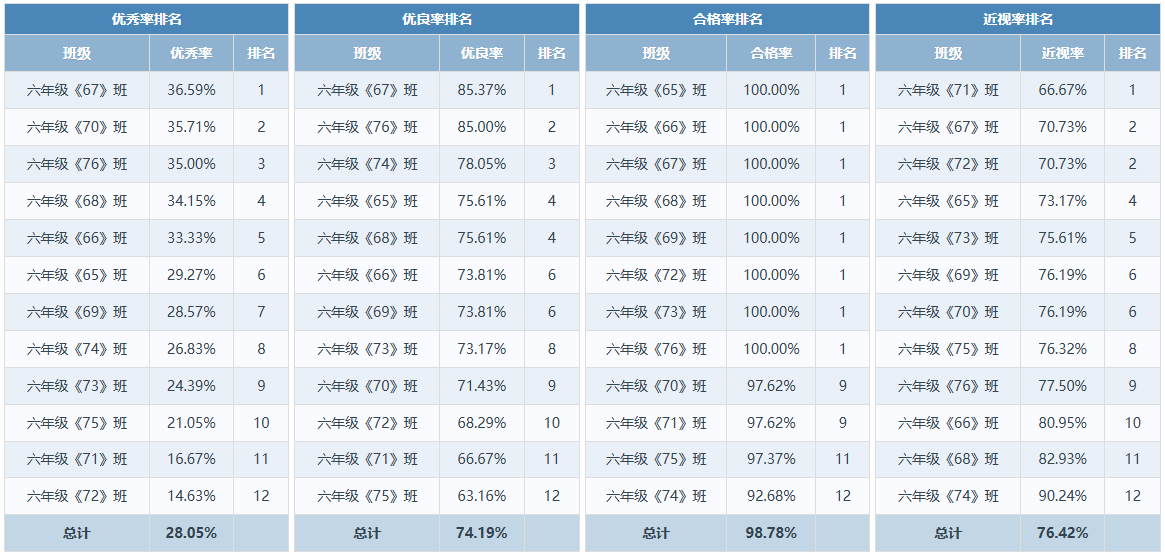 优秀率排名 优良率排名 合格率排名 近视率排名
班级 优秀率 排名 班级 优良率 排名 班级 合格率 排名 班级 近视率 排名
六年级《67》班 36.59% 1 六年级《67》班 85.37% 1 六年级《65》班 100.00% 1 六年级《71》班 66.67% 1
六年级《70》班 35.71% 2 六年级《76》班 85.00% 2 六年级《66》班 100.00% 1 六年级《67》班 70.73% 2
六年级《76》班 35.00% 3 六年级《74》班 78.05% 3 六年级《67》班 100.00% 1 六年级《72》班 70.73% 2
六年级《68》班 34.15% 4 六年级《65》班 75.61% 4 六年级《68》班 100.00% 1 六年级《65》班 73.17% 4
六年级《66》班 33.33% 5 六年级《68》班 75.61% 4 六年级《69》班 100.00% 1 六年级《73》班 75.61% 5
六年级《65》班 29.27% 6 六年级《66》班 73.81% 6 六年级《72》班 100.00% 1 六年级《69》班 76.19% 6
六年级《69》班 28.57% 7 六年级《69》班 73.81% 6 六年级《73》班 100.00% 1 六年级《70》班 76.19% 6
六年级《74》班 26.83% 8 六年级《73》班 73.17% 8 六年级《76》班 100.00% 1 六年级《75》班 76.32% 8
六年级《73》班 24.39% 9 六年级《70》班 71.43% 9 六年级《70》班 97.62% 9 六年级《76》班 77.50% 9
六年级《75》班 21.05% 10 六年级《72》班 68.29% 10 六年级《71》班 97.62% 9 六年级《66》班 80.95% 10
六年级《71》班 16.67% 11 六年级《71》班 66.67% 11 六年级《75》班 97.37% 11 六年级《68》班 82.93% 11
六年级《72》班 14.63% 12 六年级《75》班 63.16% 12 六年级《74》班 92.68% 12 六年级《74》班 90.24% 12
总计 28.05% 总计 74.19% 总计 98.78% 总计 76.42%